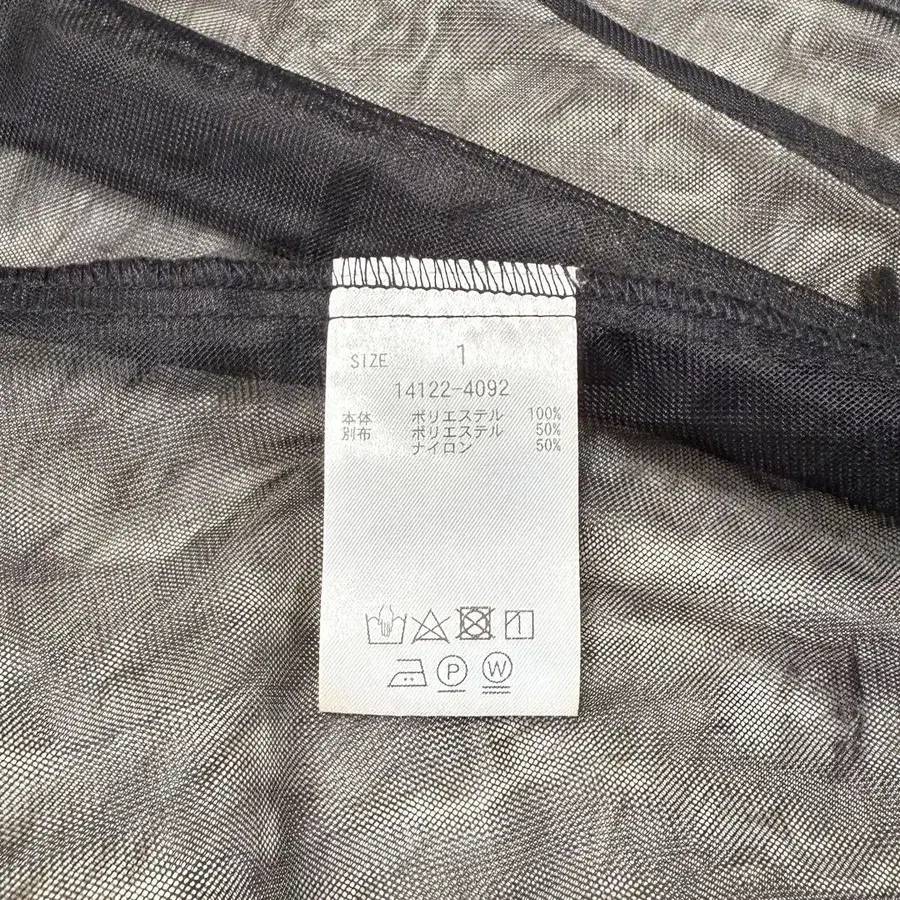 SIZE 1
14122-4092
本体 ポリエステル 100%
別布 ポリエステル 50%
ナイロン 50%
P W